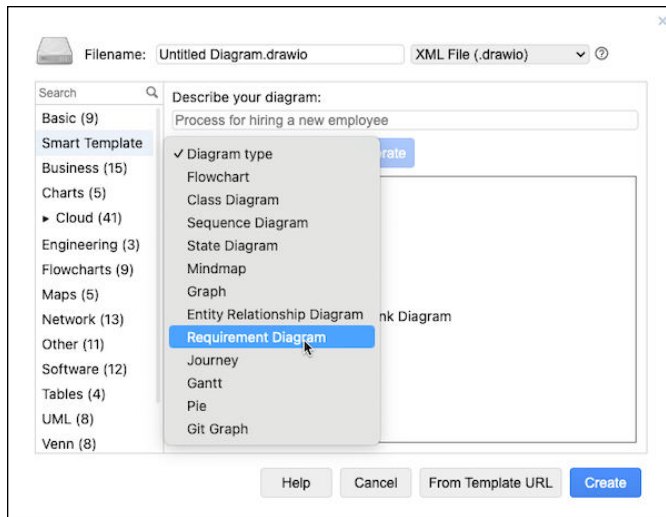 Filename: Untitled Diagram.drawio XML File (.drawio) ?
Search
Basic (9)
Smart Template
Business (15)
Charts (5)
Cloud (41)
Engineering (3)
Flowcharts (9)
Maps (5)
Network (13)
Other (11)
Software (12)
Tables (4)
UML (8)
Venn (8)
Describe your diagram:
Process for hiring a new employee
✓ Diagram type
Flowchart
Class Diagram
Sequence Diagram
State Diagram
Mindmap
Graph
Entity Relationship Diagram
Requirement Diagram
Journey
Gantt
Pie
Git Graph
Diagram
Help Cancel From Template URL Create